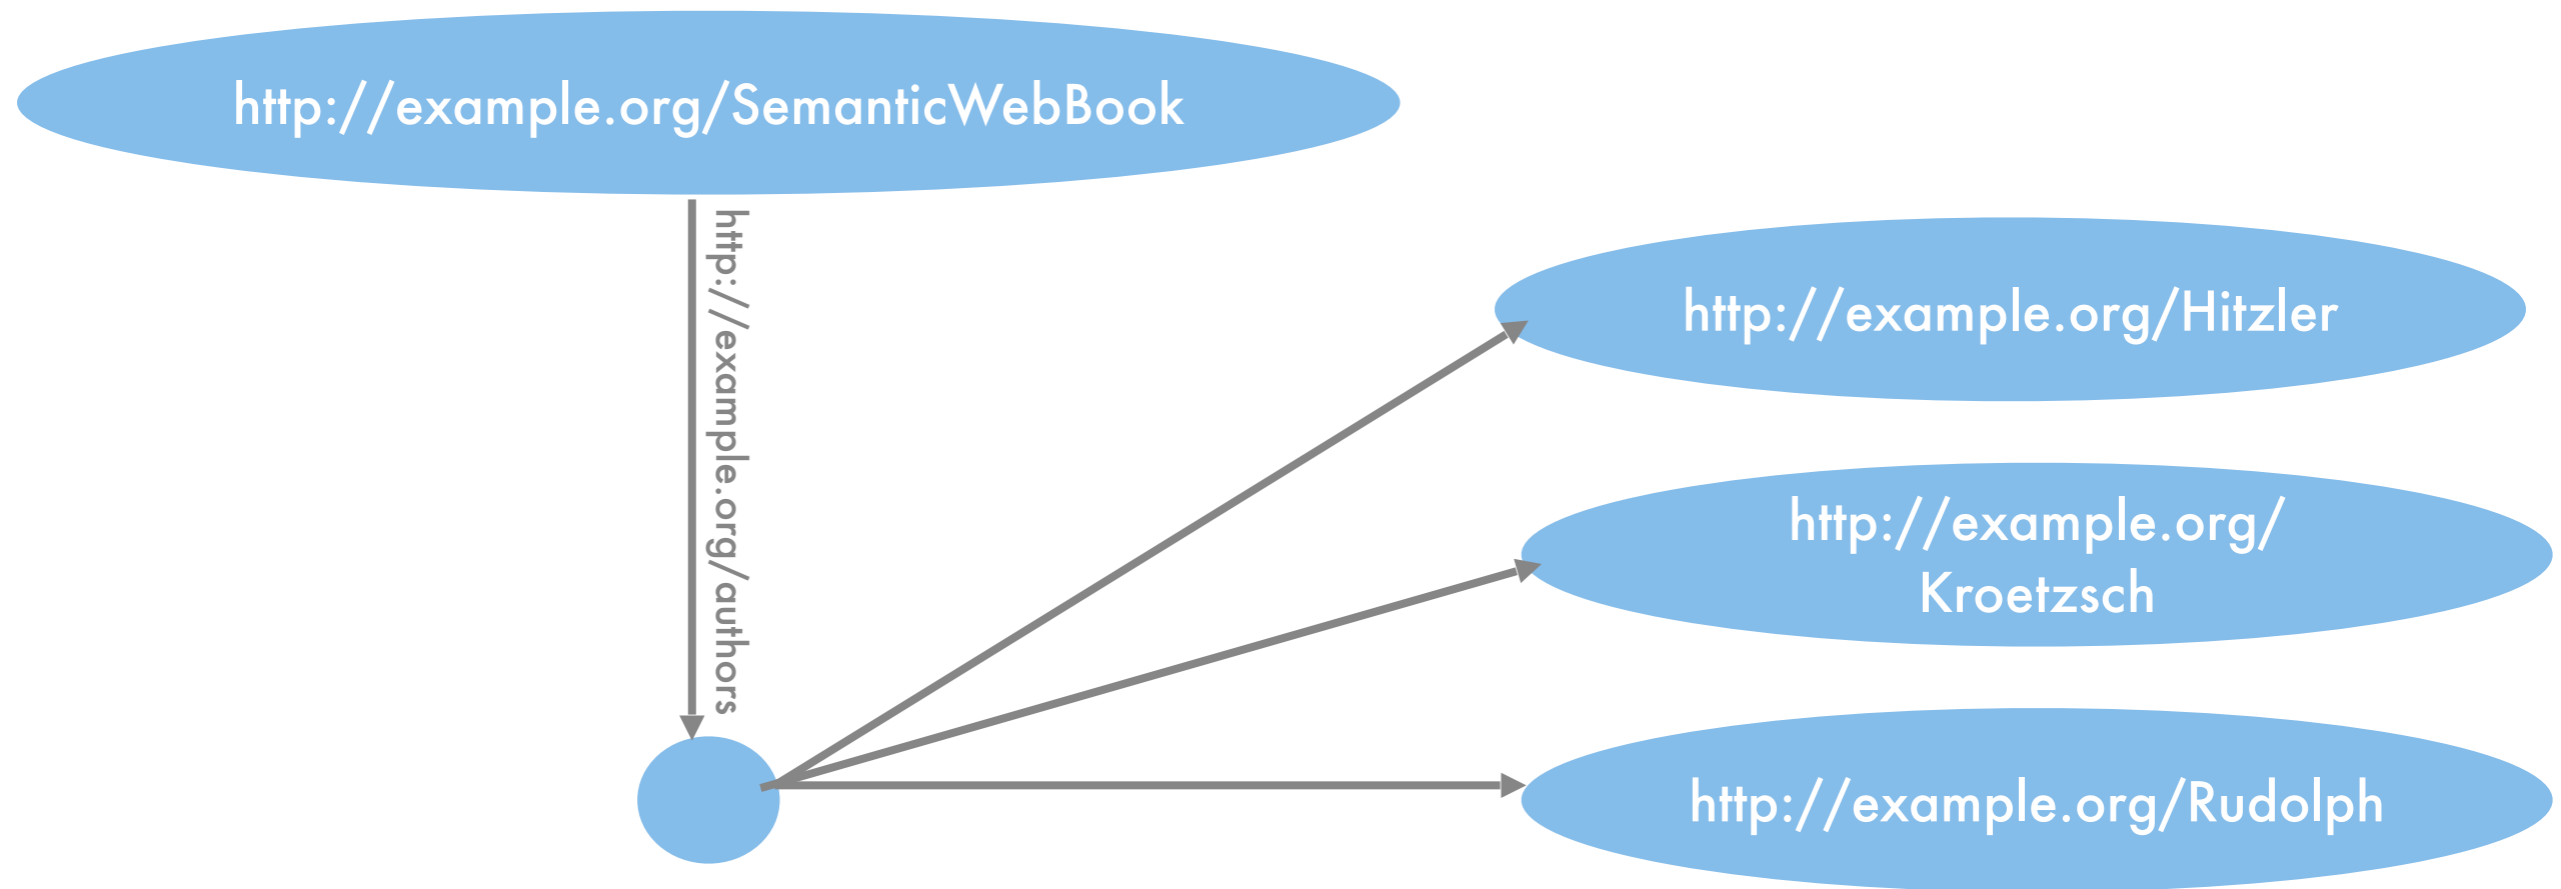 http://example.org/SemanticWebBook
http://example.org/authors
http://example.org/Hitzler
http://example.org/
Kroetzsch
http://example.org/Rudolph